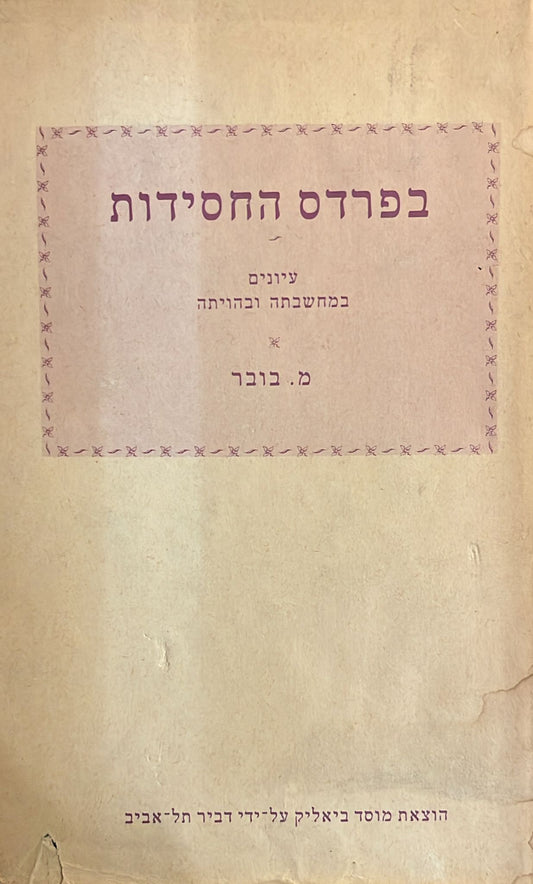 בפרדס החסידות
עיונים
במחשבתה ובהויתה
מ. בובר
הוצאת מוסד ביאליק על־ידי דביר תל־אביב